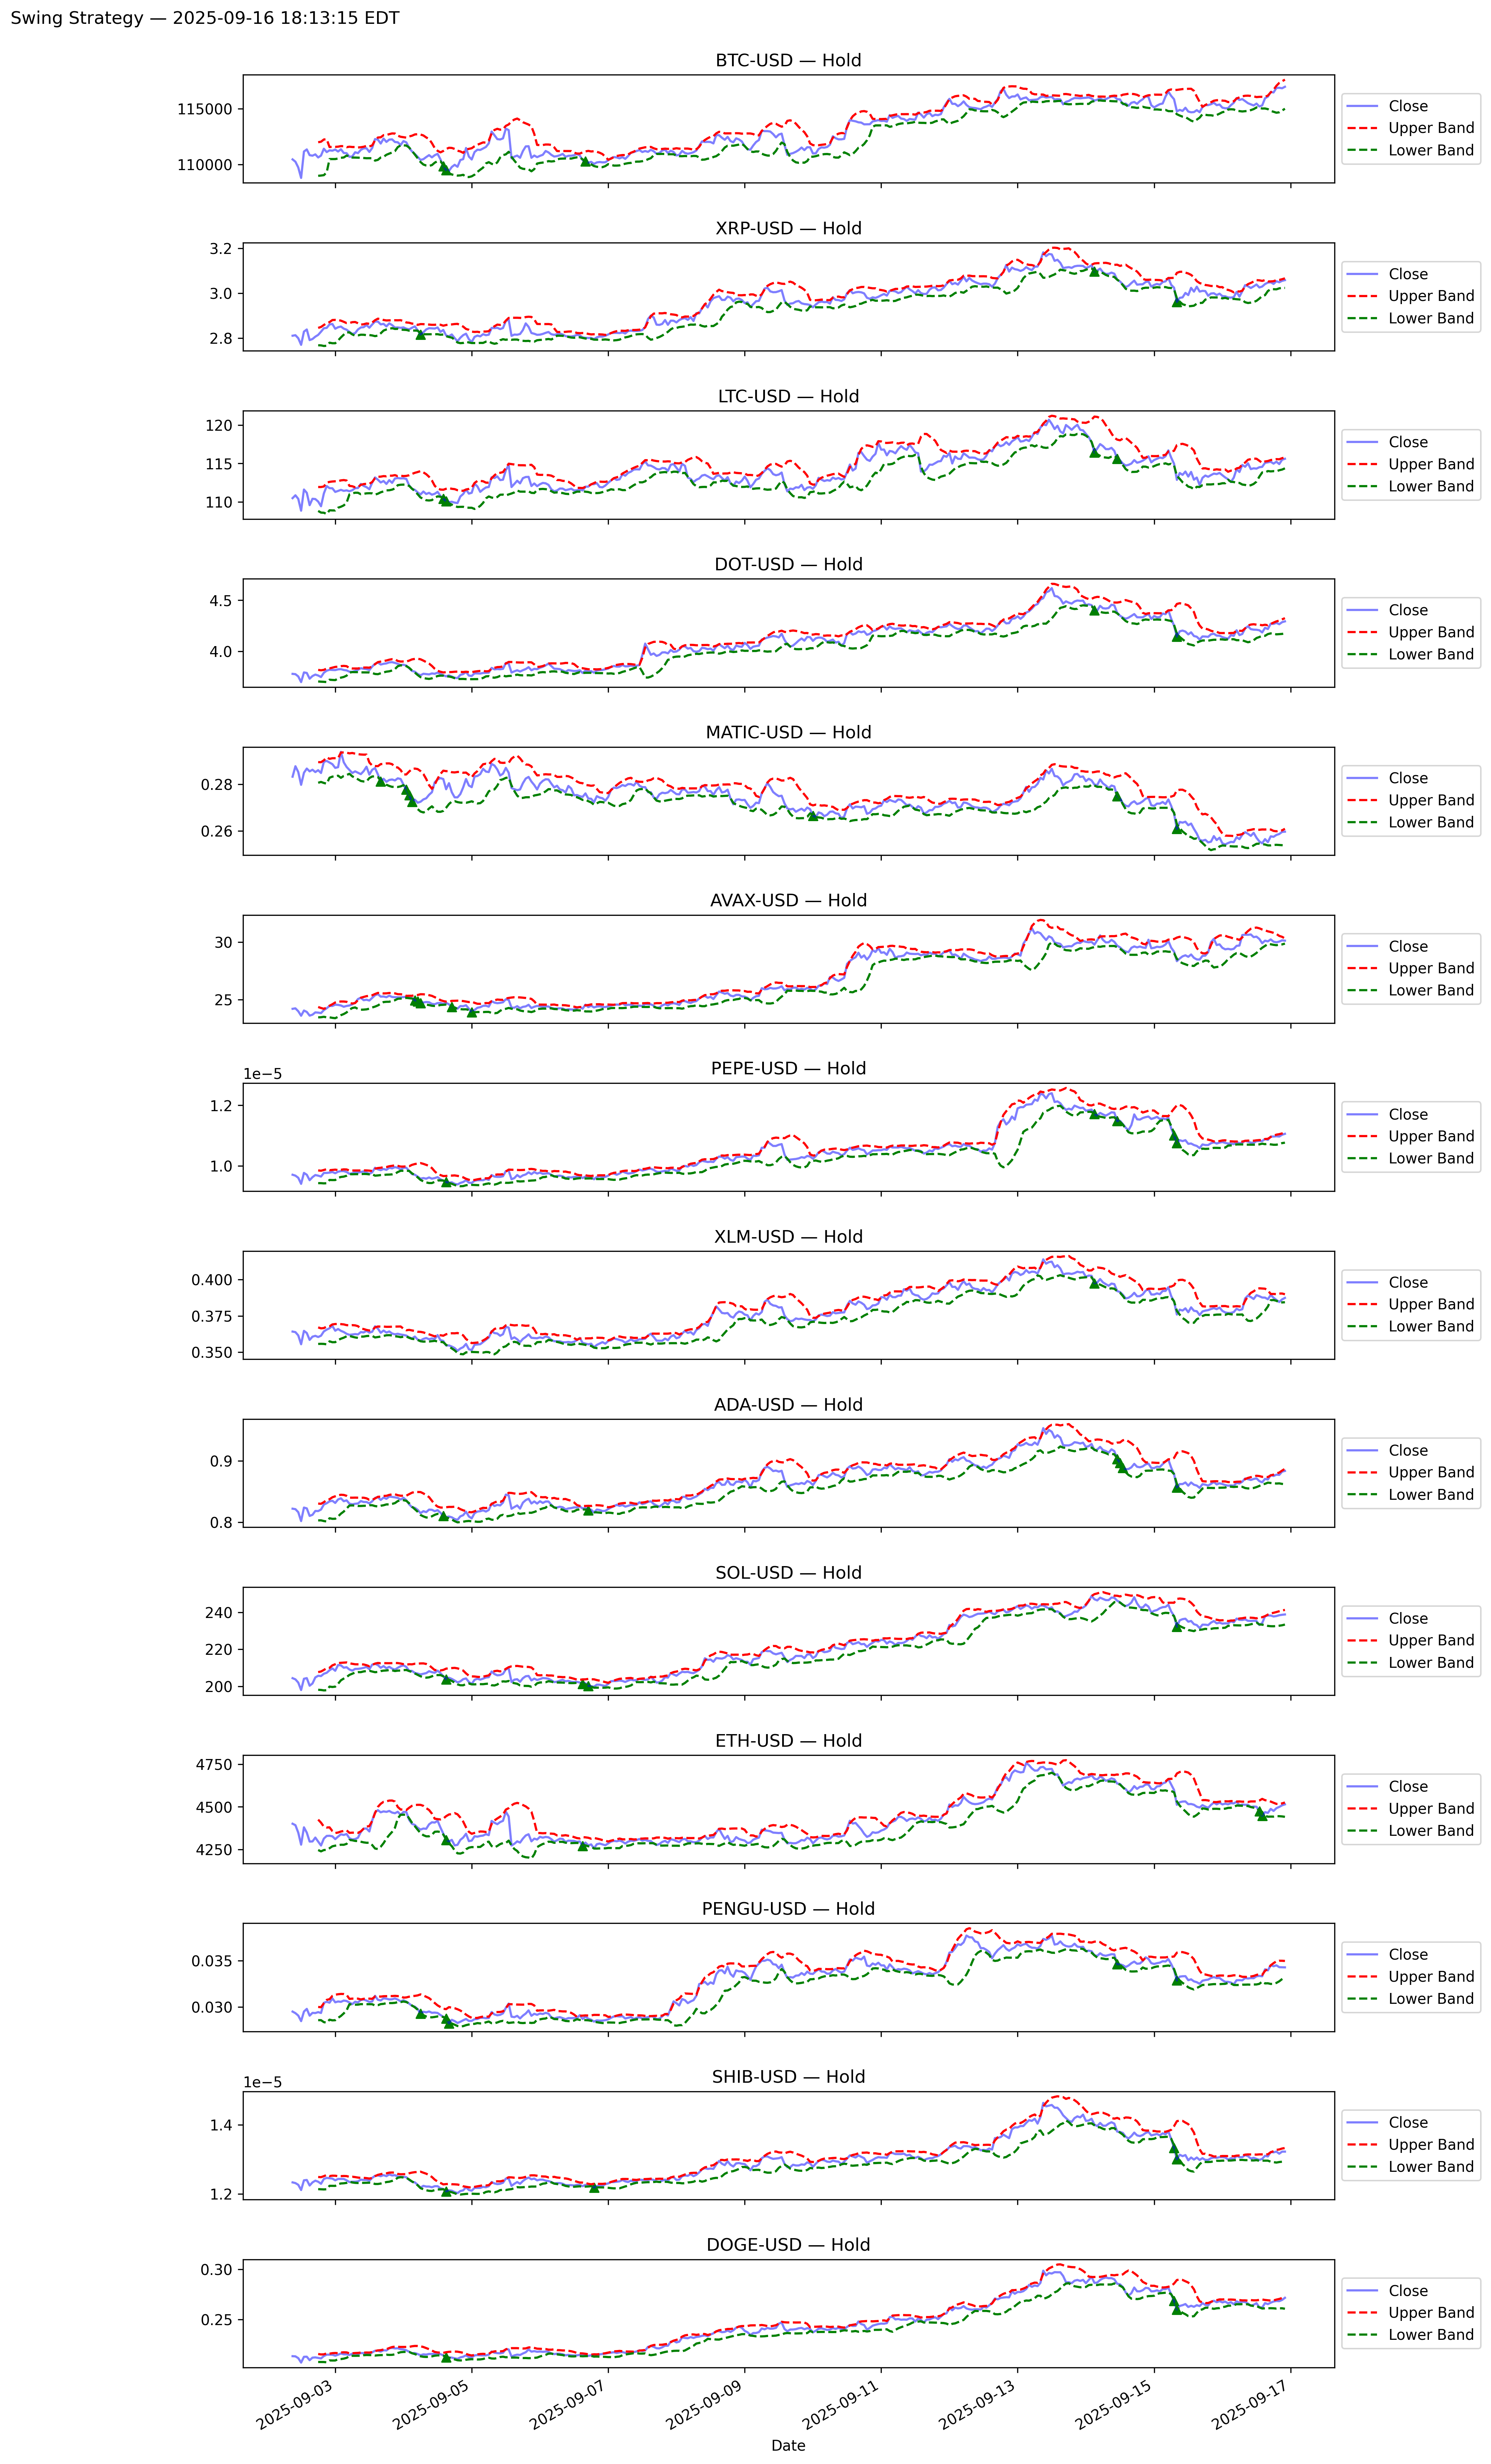 Swing Strategy — 2025-09-16 18:13:15 EDT
BTC-USD — Hold
115000
110000
Close
Upper Band
Lower Band
XRP-USD — Hold
3.2
3.0
2.8
Close
Upper Band
Lower Band
LTC-USD — Hold
120
115
110
Close
Upper Band
Lower Band
DOT-USD — Hold
4.5
4.0
Close
Upper Band
Lower Band
MATIC-USD — Hold
0.28
0.26
Close
Upper Band
Lower Band
AVAX-USD — Hold
30
25
Close
Upper Band
Lower Band
PEPE-USD — Hold
1e−5
1.2
1.0
Close
Upper Band
Lower Band
XLM-USD — Hold
0.400
0.375
0.350
Close
Upper Band
Lower Band
ADA-USD — Hold
0.9
0.8
Close
Upper Band
Lower Band
SOL-USD — Hold
240
220
200
Close
Upper Band
Lower Band
ETH-USD — Hold
4750
4500
4250
Close
Upper Band
Lower Band
PENGU-USD — Hold
0.035
0.030
Close
Upper Band
Lower Band
SHIB-USD — Hold
1e−5
1.4
1.2
Close
Upper Band
Lower Band
DOGE-USD — Hold
0.30
0.25
Close
Upper Band
Lower Band
2025-09-03
2025-09-05
2025-09-07
2025-09-09
2025-09-11
2025-09-13
2025-09-15
2025-09-17
Date